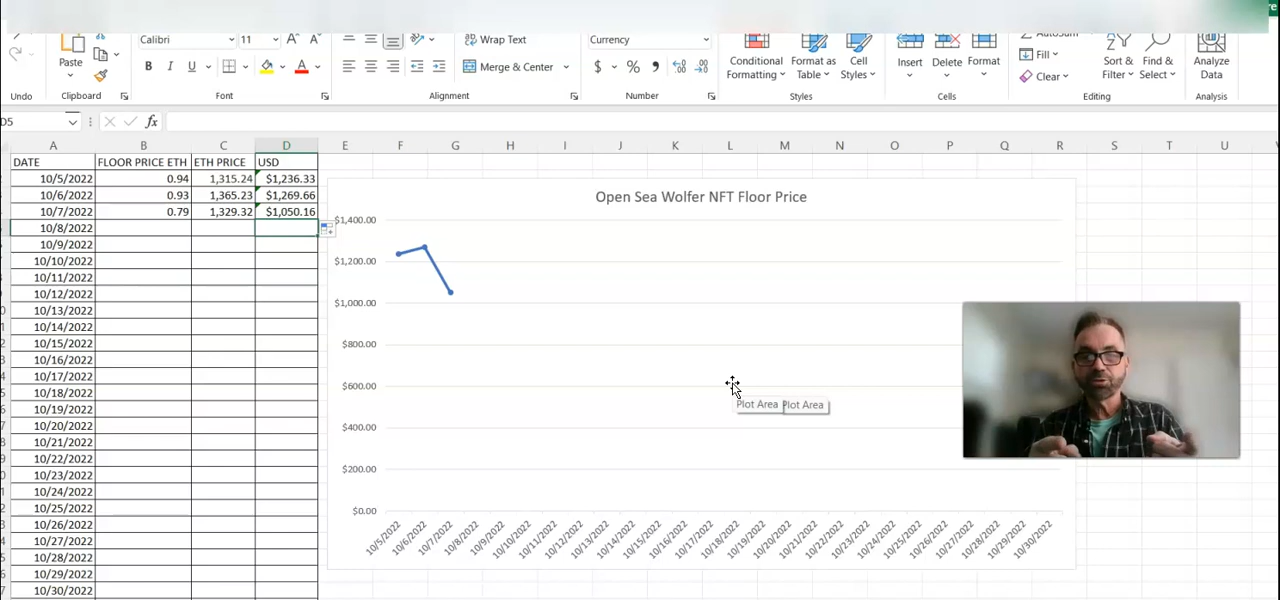 Calibri 11 A A Wrap Text Currency AutoSum
Paste B I U A Merge & Center $ % Conditional Formatting Format as Table Cell Styles Insert Delete Format Fill Clear Sort & Filter Find & Select Analyze Data
Undo Clipboard Font Alignment Number Styles Cells Editing Analysis
D5 fx
A B C D E F G H I J K L M N O P Q R S T U
DATE FLOOR PRICE ETH ETH PRICE USD
10/5/2022 0.94 1,315.24 $1,236.33
10/6/2022 0.93 1,365.23 $1,269.66
10/7/2022 0.79 1,329.32 $1,050.16
10/8/2022
10/9/2022
10/10/2022
10/11/2022
10/12/2022
10/13/2022
10/14/2022
10/15/2022
10/16/2022
10/17/2022
10/18/2022
10/19/2022
10/20/2022
10/21/2022
10/22/2022
10/23/2022
10/24/2022
10/25/2022
10/26/2022
10/27/2022
10/28/2022
10/29/2022
10/30/2022
Open Sea Wolfer NFT Floor Price
$1,400.00
$1,200.00
$1,000.00
$800.00
$600.00
$400.00
$200.00
$0.00
Plot Area Plot Area
10/5/2022 10/6/2022 10/7/2022 10/8/2022 10/9/2022 10/10/2022 10/11/2022 10/12/2022 10/13/2022 10/14/2022 10/15/2022 10/16/2022 10/17/2022 10/18/2022 10/19/2022 10/20/2022 10/21/2022 10/22/2022 10/23/2022 10/24/2022 10/25/2022 10/26/2022 10/27/2022 10/28/2022 10/29/2022 10/30/2022